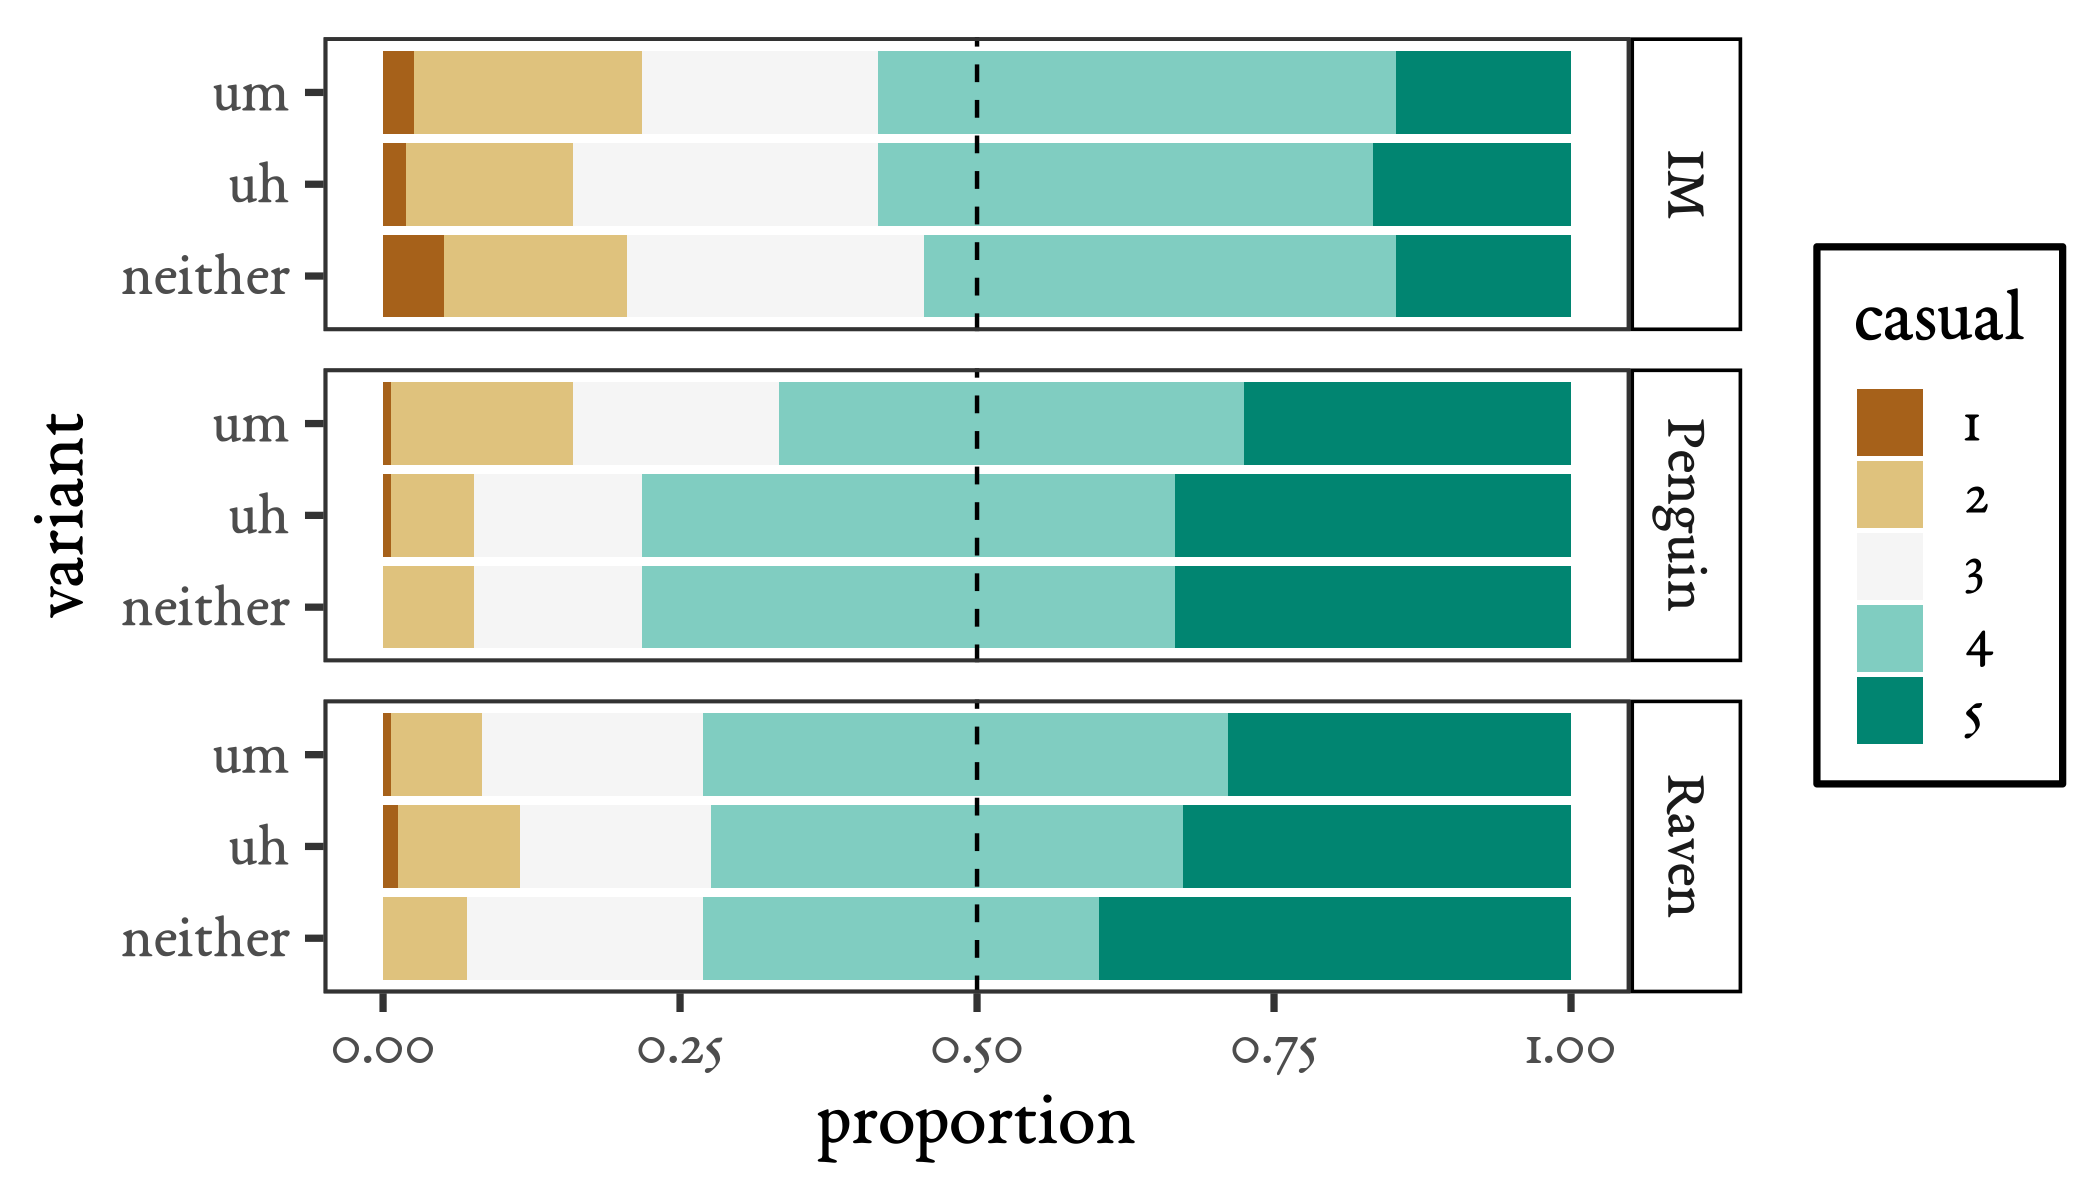 um
uh
neither
IM
um
uh
neither
Penguin
um
uh
neither
Raven
variant
0.00 0.25 0.50 0.75 1.00
proportion
casual
1
2
3
4
5